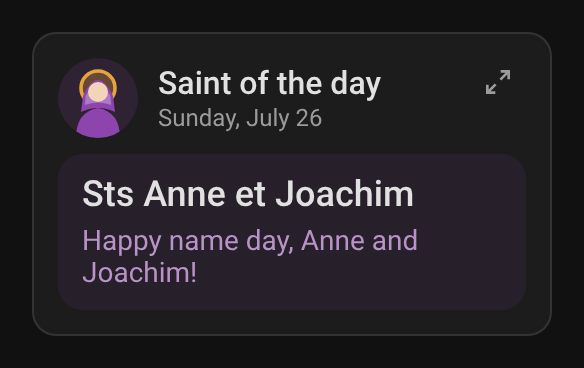 Saint of the day
Sunday, July 26
Sts Anne et Joachim
Happy name day, Anne and
Joachim!